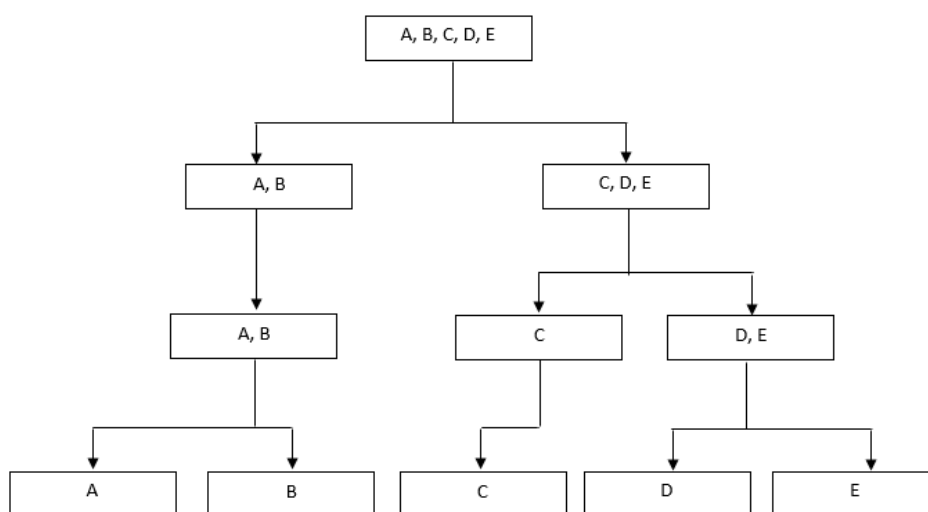 A, B, C, D, E
A, B
C, D, E
A, B
C
D, E
A
B
C
D
E